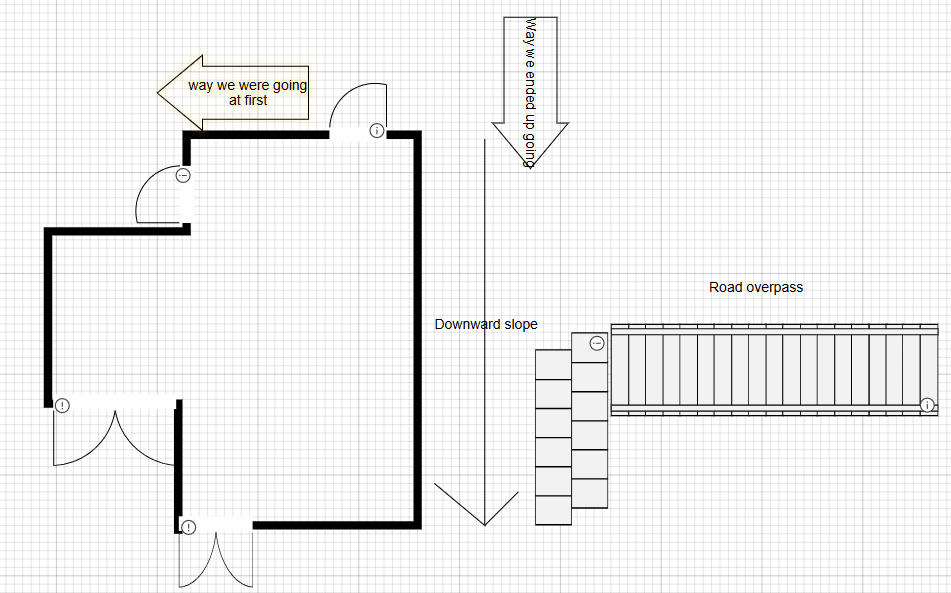 way we were going
at first
Way we ended up going
Road overpass
Downward slope